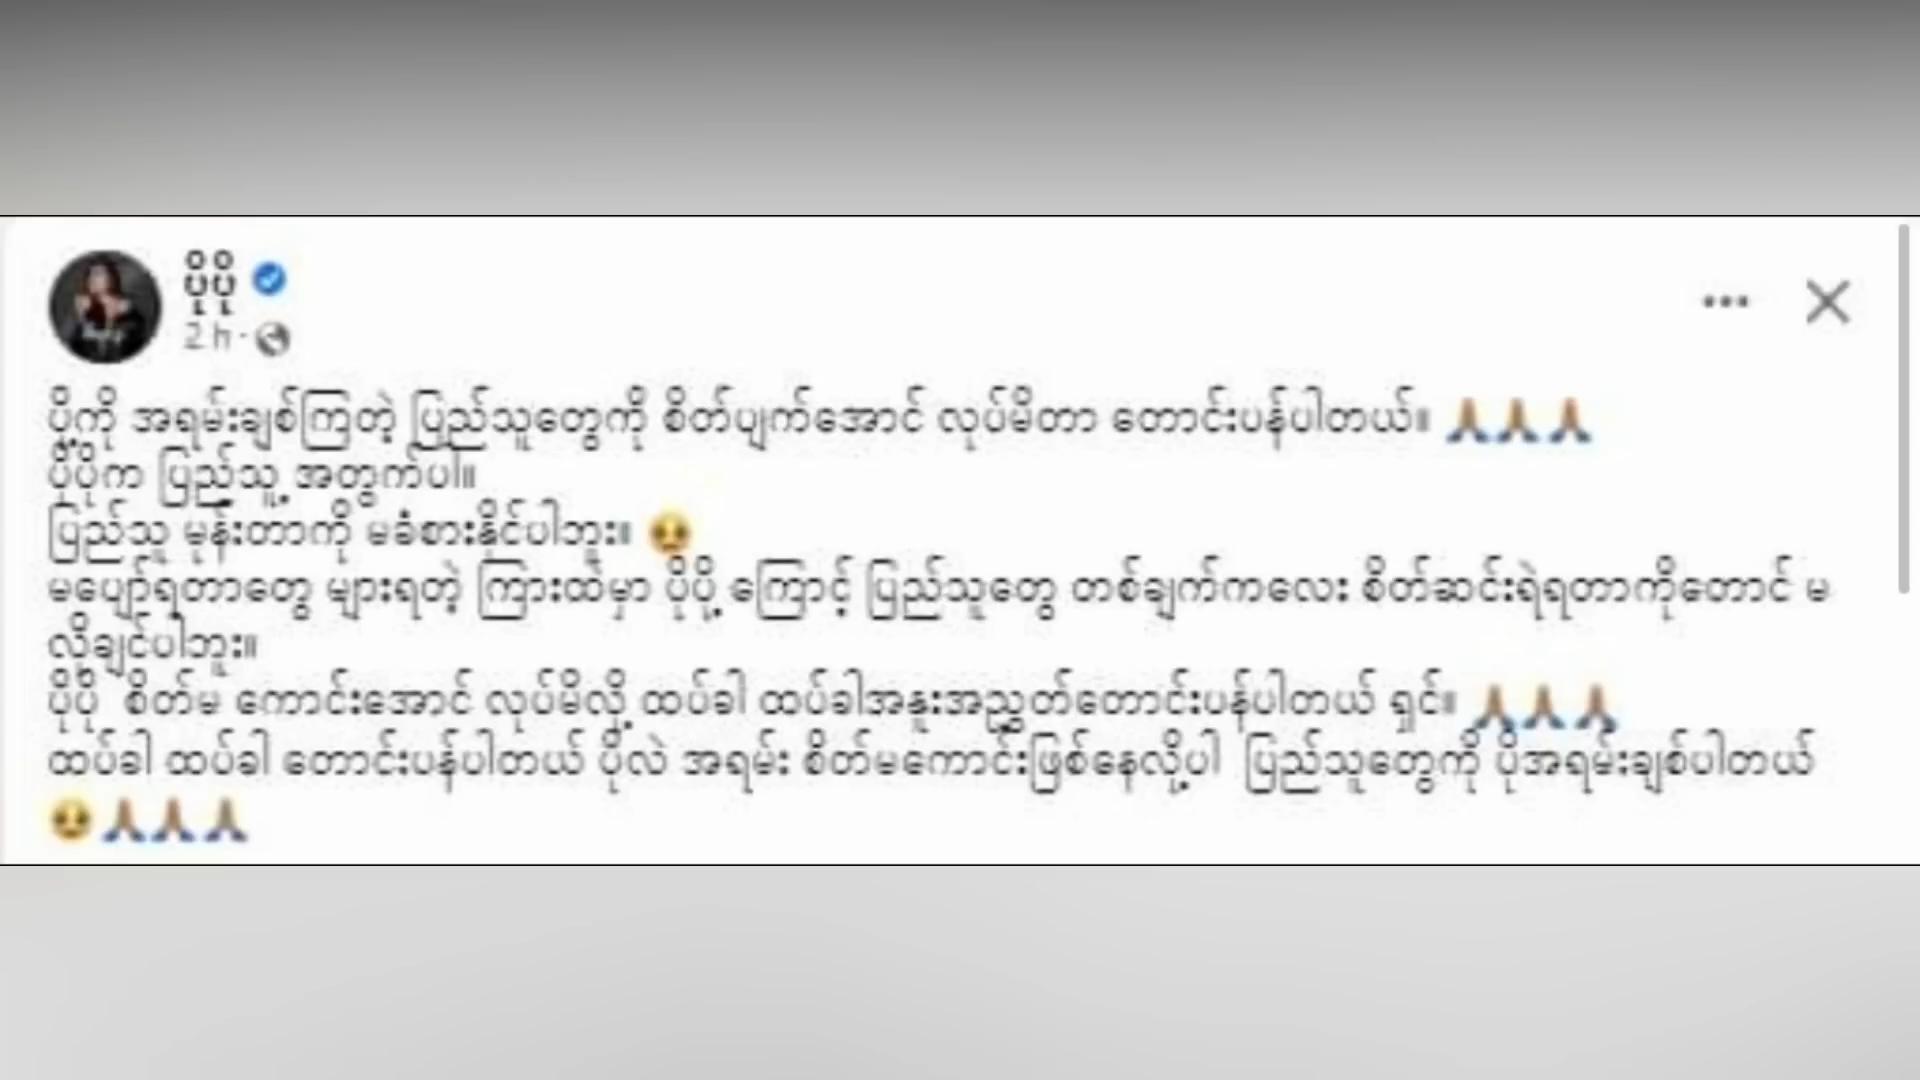 ပိုပို
2 h ·
ပို့ကို အရမ်းချစ်ကြတဲ့ ပြည်သူတွေကို စိတ်ပျက်အောင် လုပ်မိတာ တောင်းပန်ပါတယ်။ 🙏🏽🙏🏽🙏🏽
ပိုပိုက ပြည်သူ့ အတွက်ပါ။
ပြည်သူ မုန်းတာကို မခံစားနိုင်ပါဘူး။ 🥺
မပျော်ရတာတွေ များရတဲ့ ကြားထဲမှာ ပိုပို့ ကြောင့် ပြည်သူတွေ တစ်ချက်ကလေး စိတ်ဆင်းရဲရတာကိုတောင် မ
လိုချင်ပါဘူး။
ပိုပို စိတ်မ ကောင်းအောင် လုပ်မိလို့ ထပ်ခါ ထပ်ခါအနူးအညွတ်တောင်းပန်ပါတယ် ရှင်။ 🙏🏽🙏🏽🙏🏽
ထပ်ခါ ထပ်ခါ တောင်းပန်ပါတယ် ပိုလဲ အရမ်း စိတ်မကောင်းဖြစ်နေလို့ပါ ပြည်သူတွေကို ပိုအရမ်းချစ်ပါတယ်
🥺🙏🏽🙏🏽🙏🏽